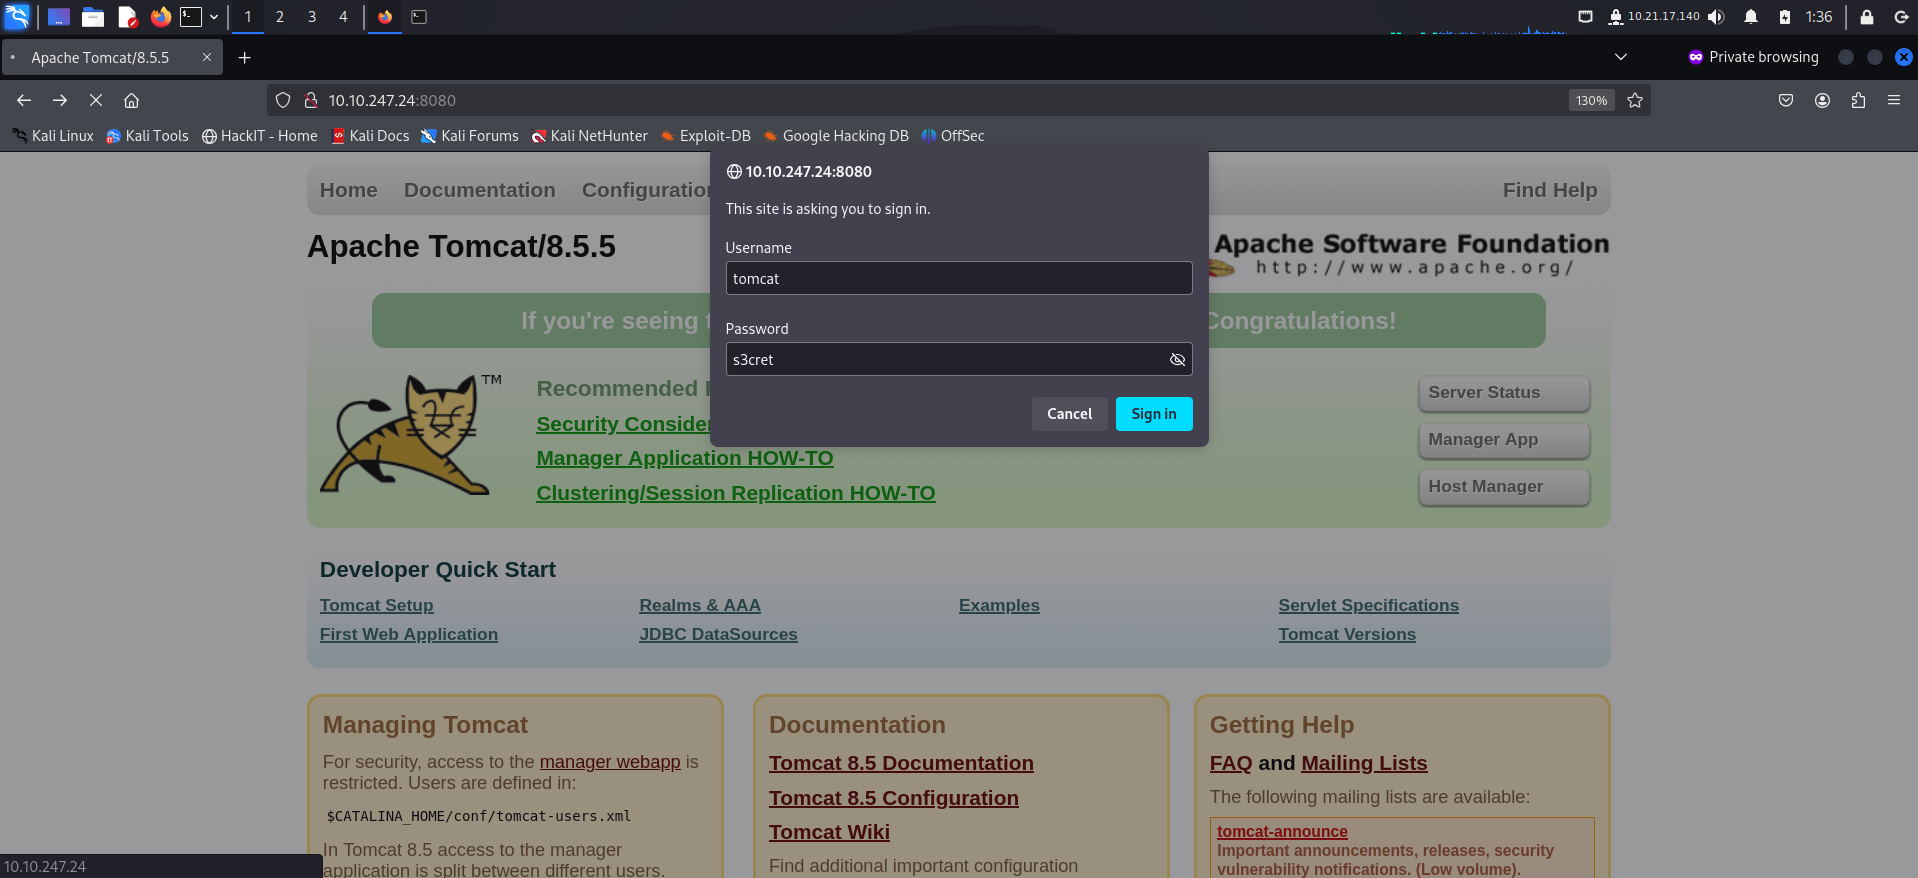 1 2 3 4 10.21.17.140 1:36
Apache Tomcat/8.5.5 Private browsing
10.10.247.24:8080 130%
Kali Linux Kali Tools HackIT - Home Kali Docs Kali Forums Kali NetHunter Exploit-DB Google Hacking DB OffSec
10.10.247.24:8080
This site is asking you to sign in.
Username
tomcat
Password
s3cret
Cancel Sign in
Home Documentation Configuration Find Help
Apache Tomcat/8.5.5
Apache Software Foundation
http://www.apache.org/
If you're seeing Congratulations!
TM
Recommended
Security
Manager Application HOW-TO
Clustering/Session Replication HOW-TO
Server Status
Manager App
Host Manager
Developer Quick Start
Tomcat Setup Realms & AAA Examples Servlet Specifications
First Web Application JDBC DataSources Tomcat Versions
Managing Tomcat
For security, access to the manager webapp is
restricted. Users are defined in:
$CATALINA_HOME/conf/tomcat-users.xml
In Tomcat 8.5 access to the manager
application is split between different users.
Documentation
Tomcat 8.5 Documentation
Tomcat 8.5 Configuration
Tomcat Wiki
Find additional important configuration
Getting Help
FAQ and Mailing Lists
The following mailing lists are available:
tomcat-announce
Important announcements, releases, security
vulnerability notifications. (Low volume).
10.10.247.24